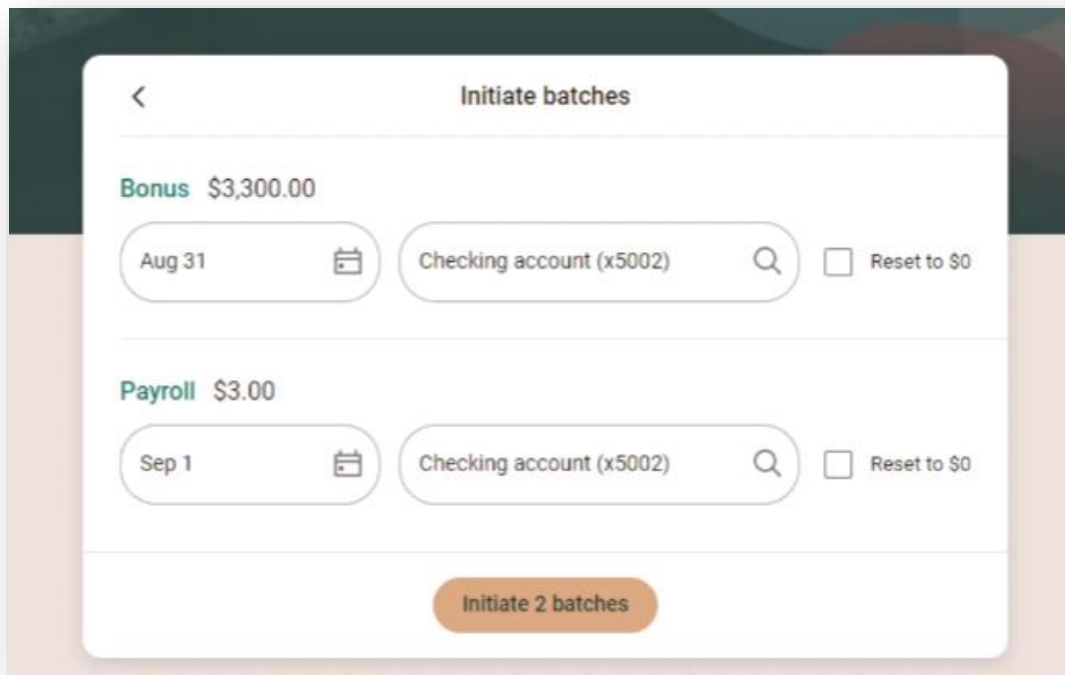 Initiate batches
Bonus $3,300.00
Aug 31 Checking account (x5002) Reset to $0
Payroll $3.00
Sep 1 Checking account (x5002) Reset to $0
Initiate 2 batches